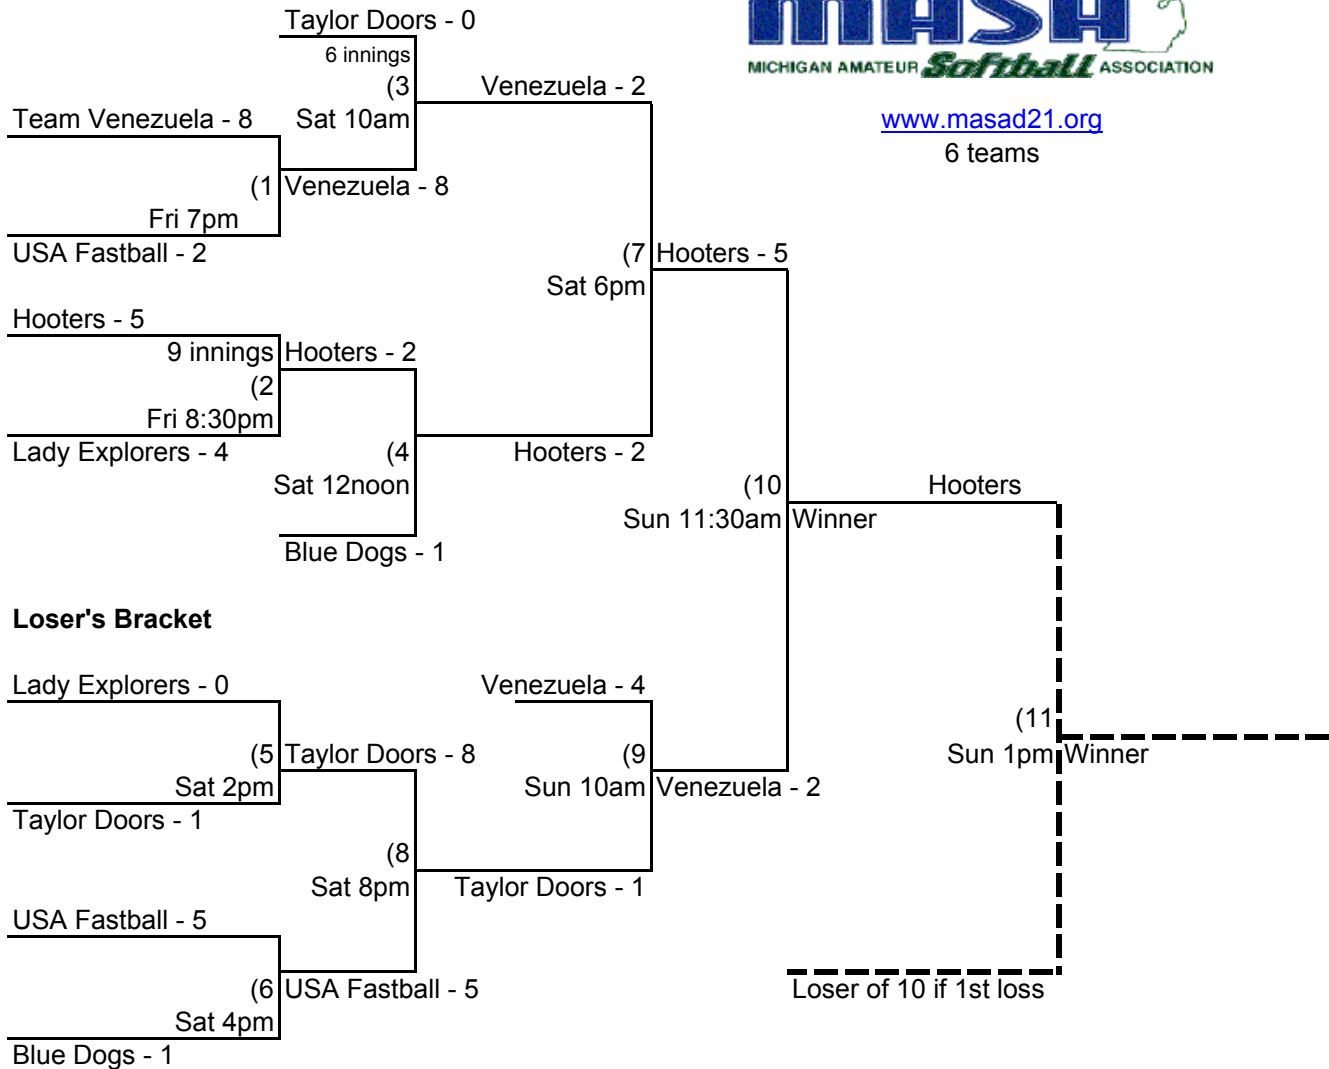 Taylor Doors - 0
MASA
6 innings
MICHIGAN AMATEUR Softball ASSOCIATION
(3
Venezuela - 2
Team Venezuela - 8
Sat 10am
www.masad21.org
6 teams
(1
Venezuela - 8
Fri 7pm
USA Fastball - 2
(7
Hooters - 5
Sat 6pm
Hooters - 5
9 innings
Hooters - 2
(2
Fri 8:30pm
Lady Explorers - 4
(4
Hooters - 2
Sat 12noon
(10
Hooters
Sun 11:30am
Winner
Blue Dogs - 1
Loser's Bracket
Lady Explorers - 0
Venezuela - 4
(11
(5
Taylor Doors - 8
(9
Sun 1pm
Winner
Sat 2pm
Sun 10am
Venezuela - 2
Taylor Doors - 1
(8
Sat 8pm
Taylor Doors - 1
USA Fastball - 5
(6
USA Fastball - 5
Loser of 10 if 1st loss
Sat 4pm
Blue Dogs - 1